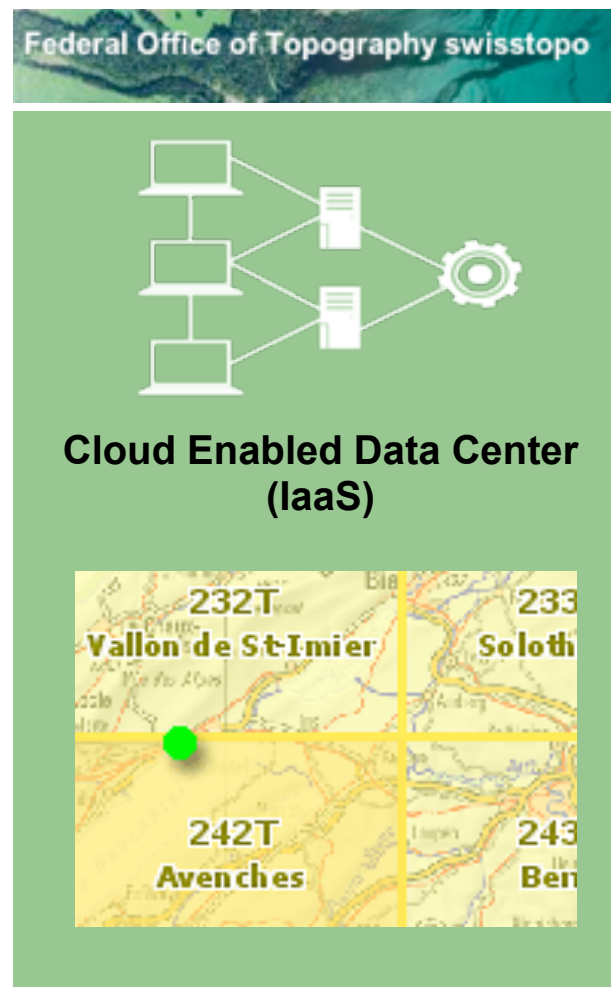 Federal Office of Topography swisstopo
Cloud Enabled Data Center
(IaaS)
232T
Vallon de St-Imier
233
Soloth
242T
Avenches
243
Bern